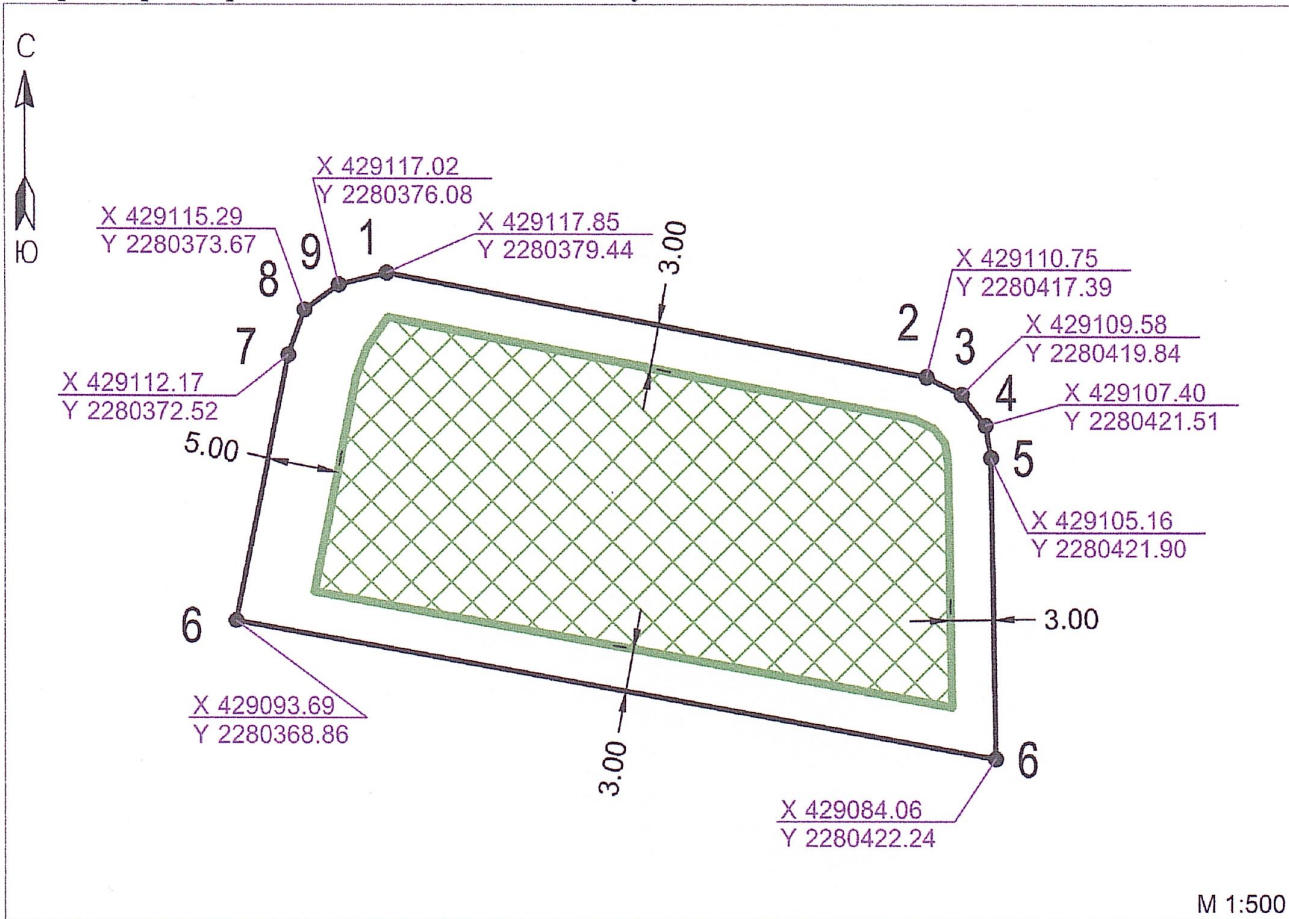 С
Ю
X 429117.02
Y 2280376.08
X 429115.29
Y 2280373.67
X 429117.85
Y 2280379.44
1
9
8
7
3.00
X 429110.75
Y 2280417.39
2
3
X 429109.58
Y 2280419.84
4
X 429107.40
Y 2280421.51
5
X 429112.17
Y 2280372.52
5.00
X 429105.16
Y 2280421.90
6
3.00
X 429093.69
Y 2280368.86
3.00
6
X 429084.06
Y 2280422.24
М 1:500